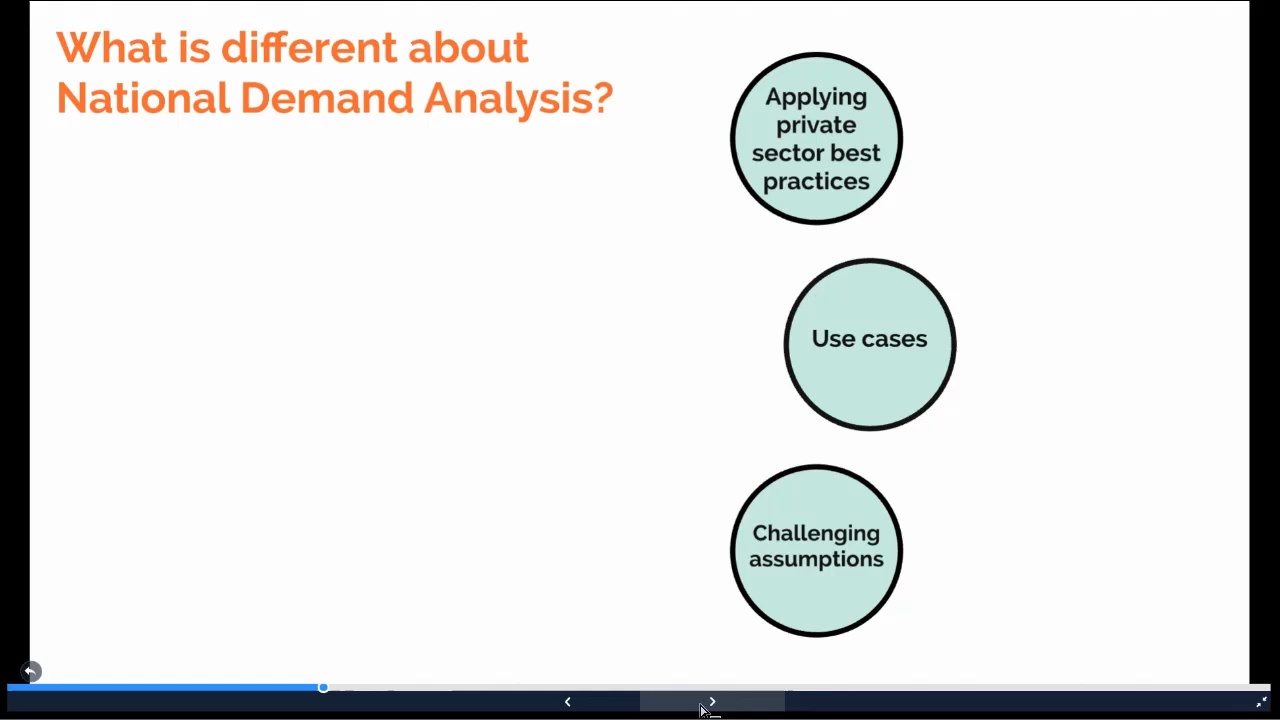 What is different about
National Demand Analysis?
Applying
private
sector best
practices
Use cases
Challenging
assumptions